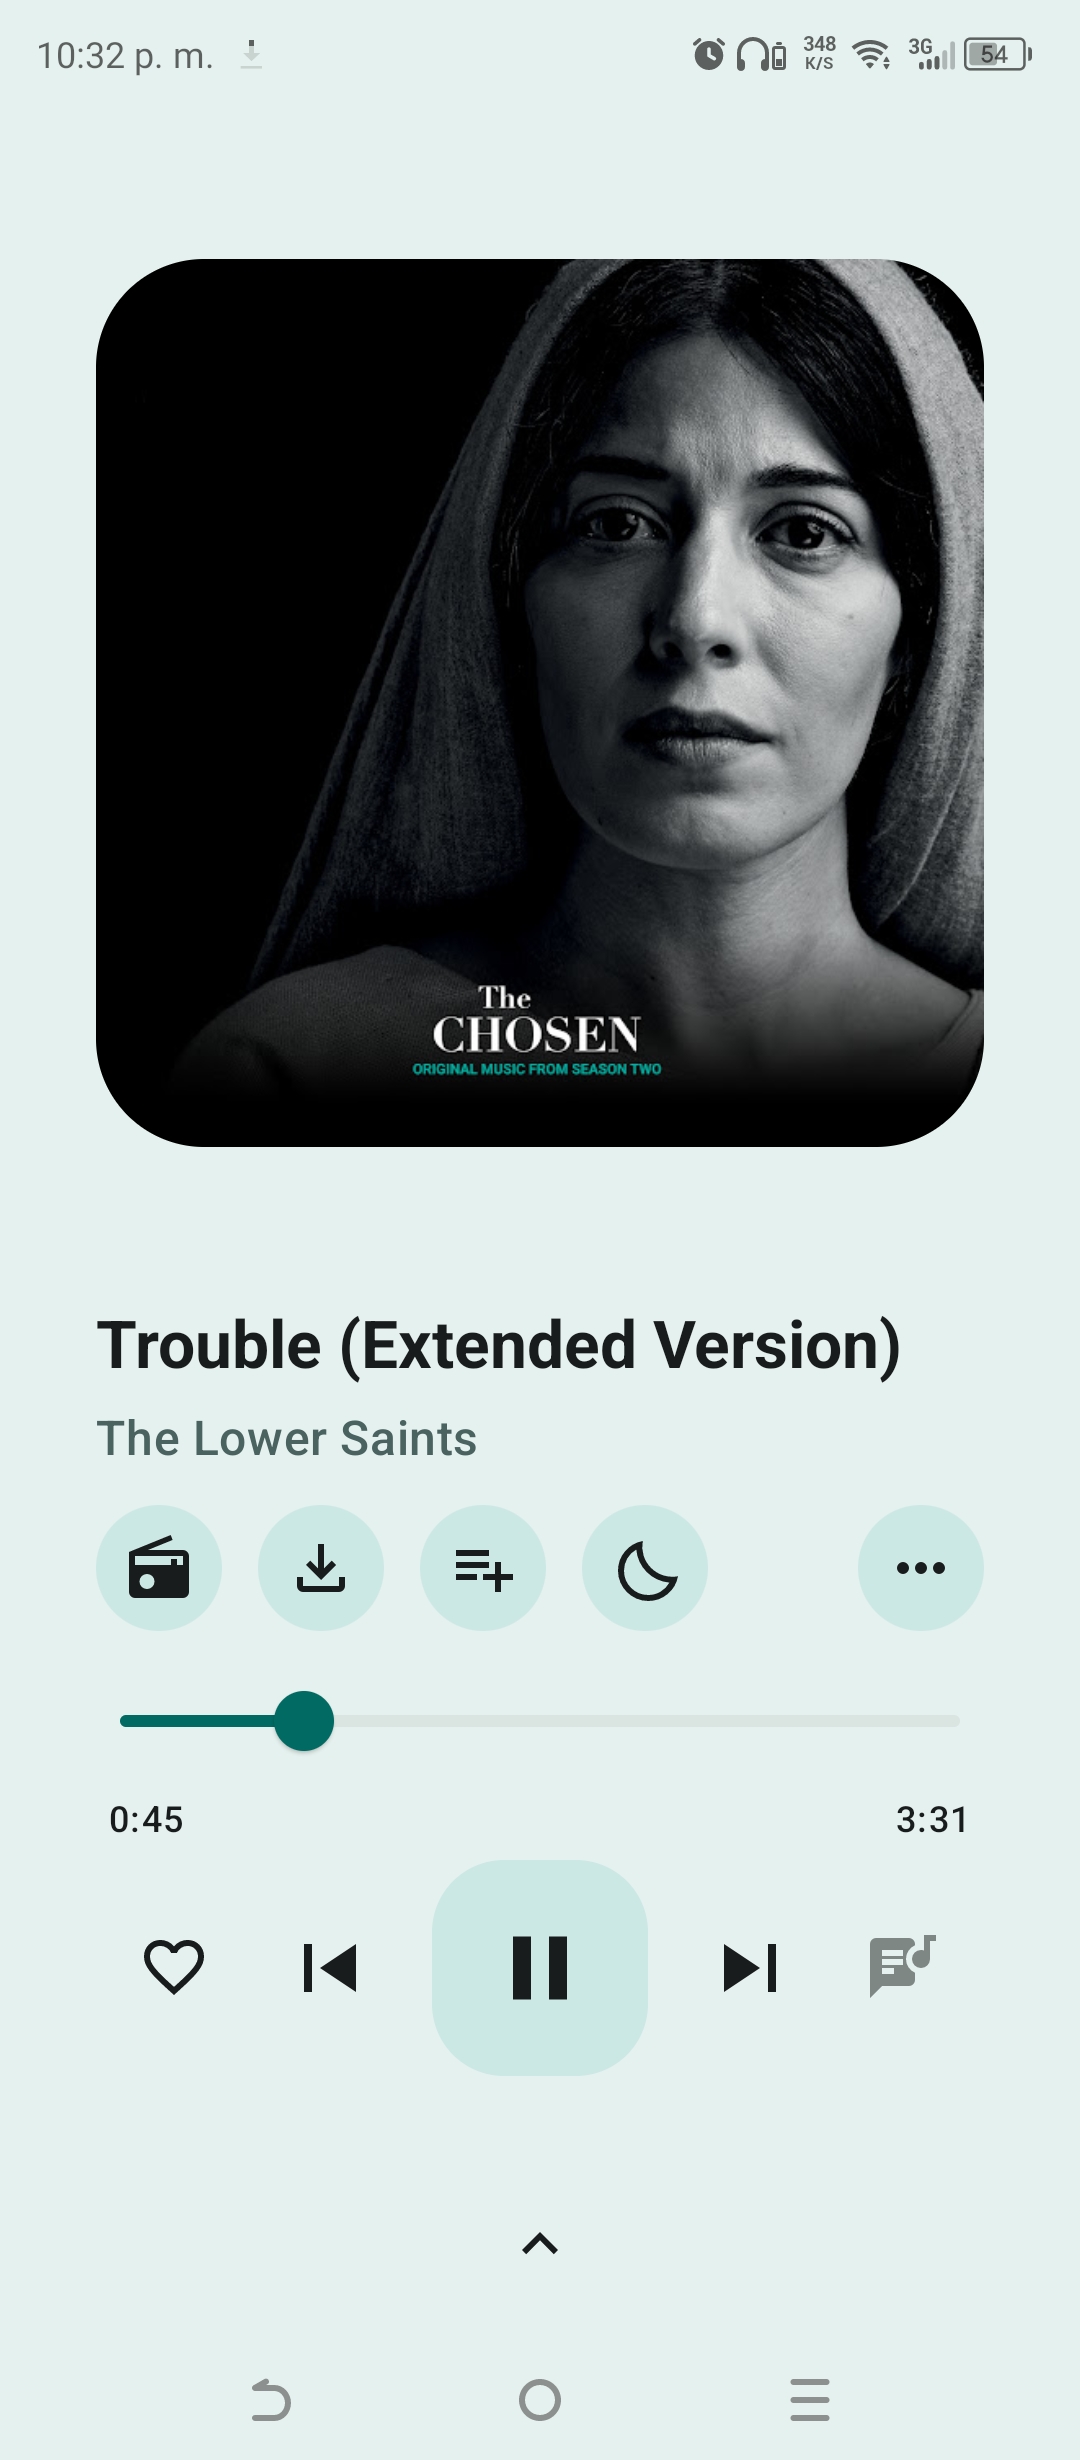 10:32 p. m.
348
K/S
3G
54
The
CHOSEN
ORIGINAL MUSIC FROM SEASON TWO
Trouble (Extended Version)
The Lower Saints
0:45
3:31